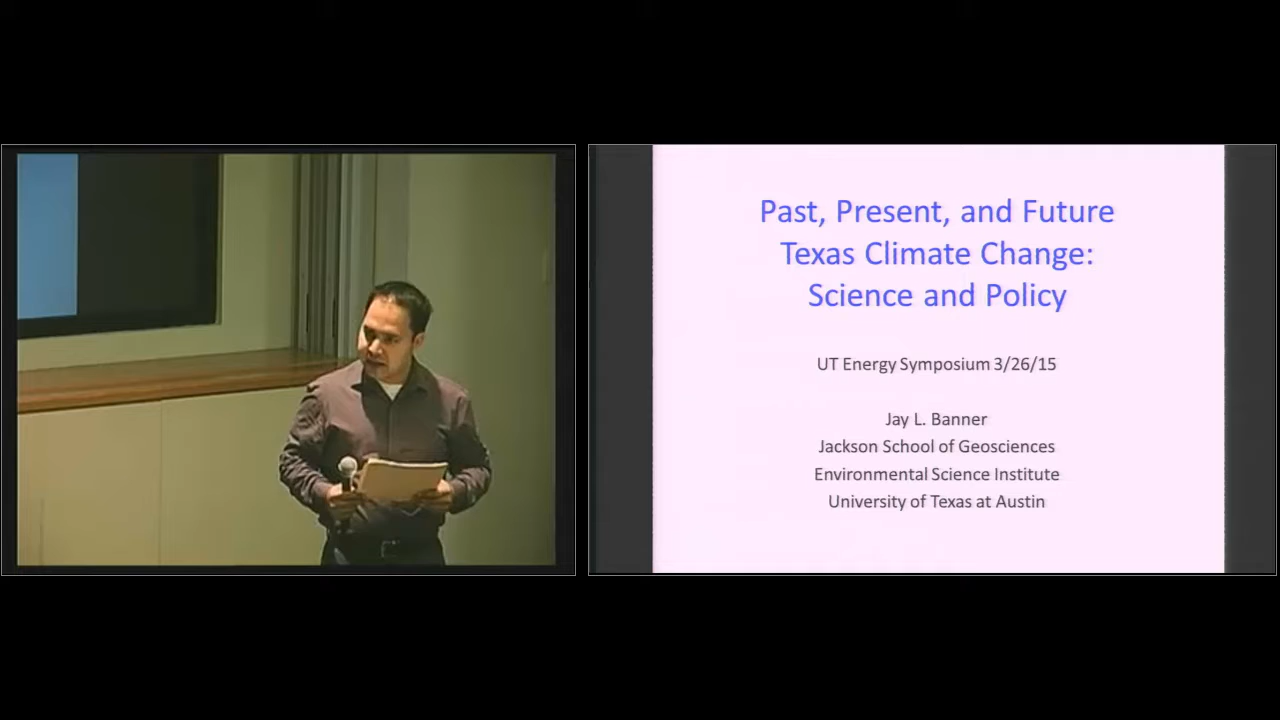 Past, Present, and Future
Texas Climate Change:
Science and Policy
UT Energy Symposium 3/26/15
Jay L. Banner
Jackson School of Geosciences
Environmental Science Institute
University of Texas at Austin